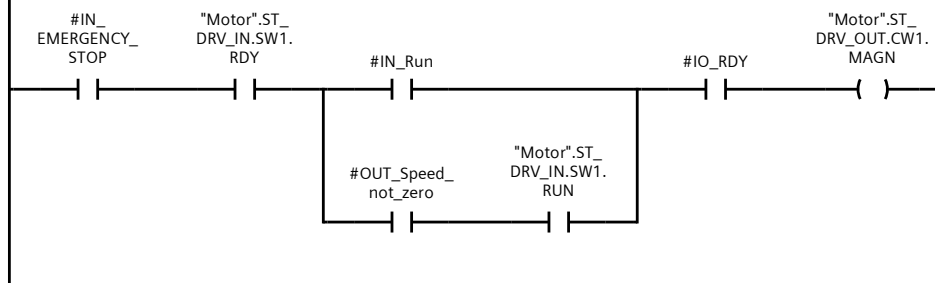 #IN_
EMERGENCY_
STOP
"Motor".ST_
DRV_IN.SW1.
RDY
#IN_Run
#IO_RDY
"Motor".ST_
DRV_OUT.CW1.
MAGN
#OUT_Speed_
not_zero
"Motor".ST_
DRV_IN.SW1.
RUN